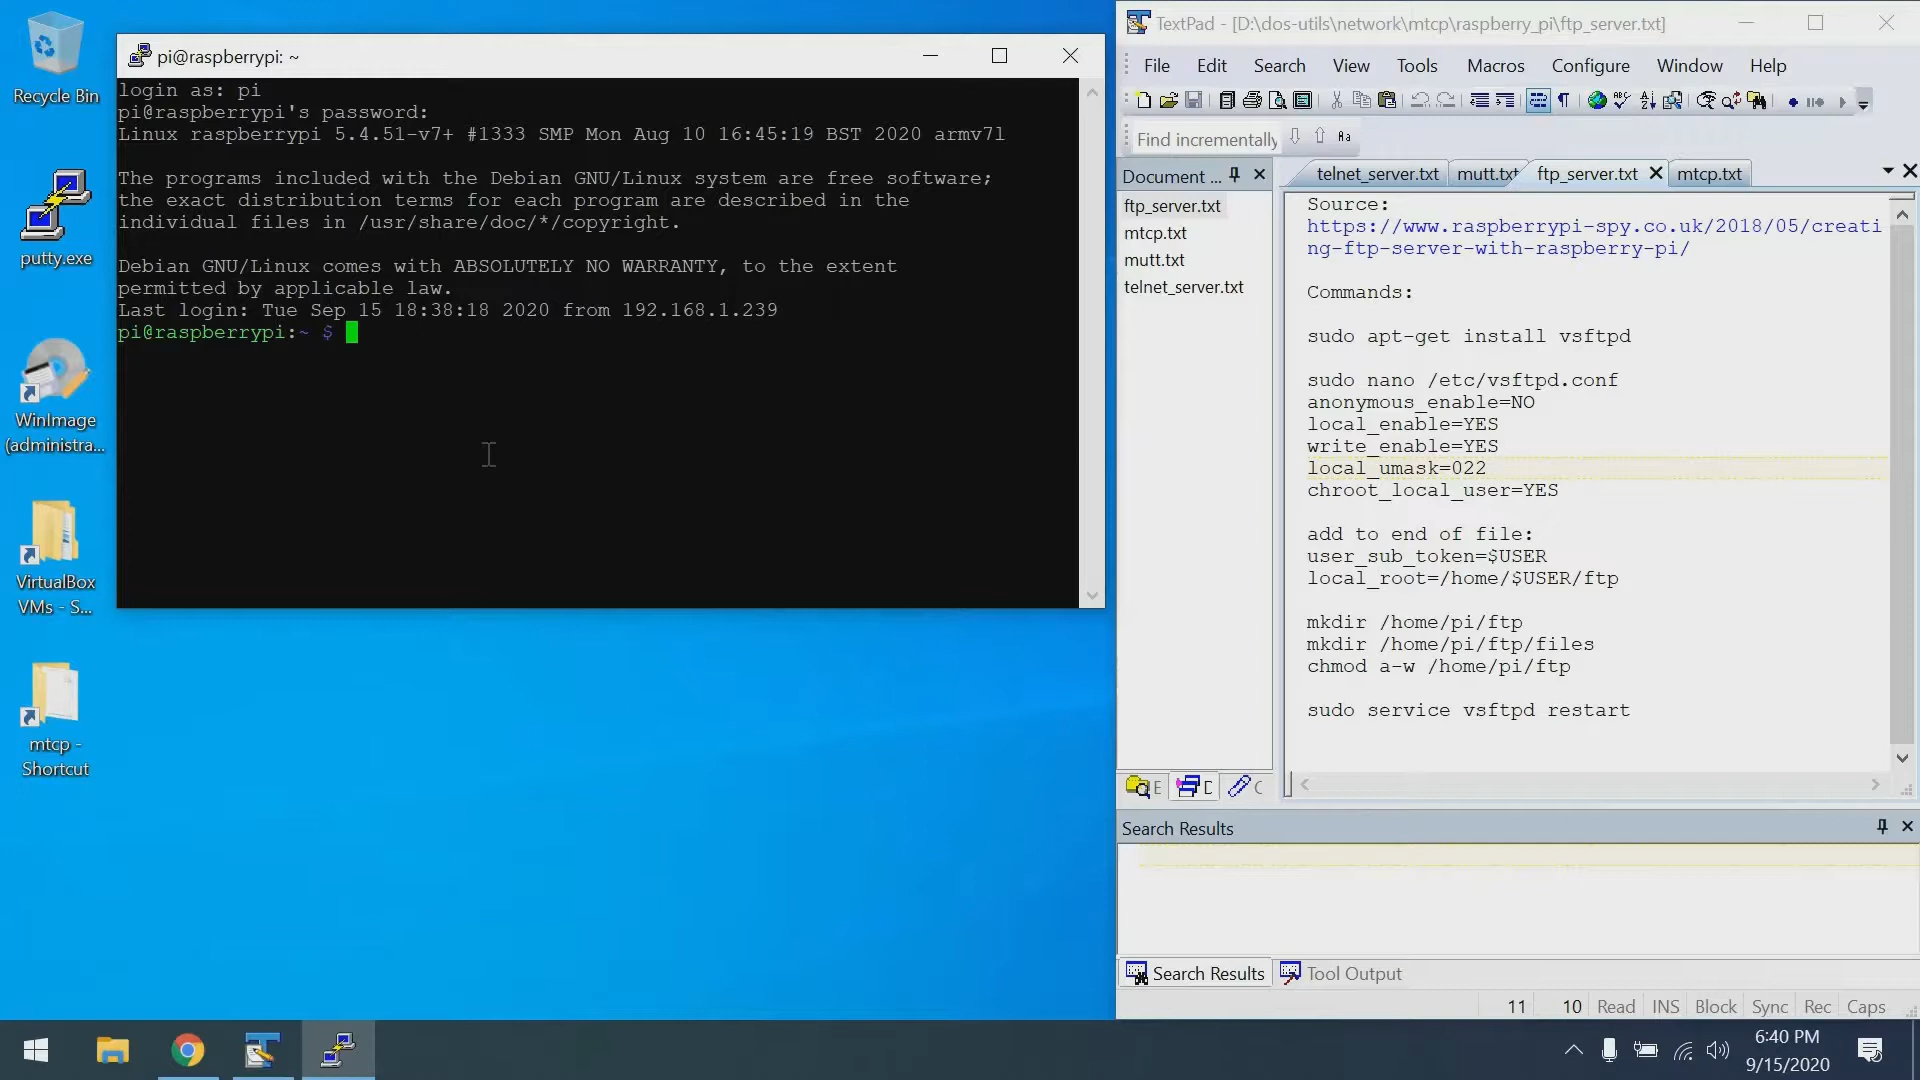 Recycle Bin
putty.exe
WinImage
(administra...
VirtualBox
VMs - S...
mtcp -
Shortcut
pi@raspberrypi: ~
login as: pi
pi@raspberrypi's password:
Linux raspberrypi 5.4.51-v7+ #1333 SMP Mon Aug 10 16:45:19 BST 2020 armv7l
The programs included with the Debian GNU/Linux system are free software;
the exact distribution terms for each program are described in the
individual files in /usr/share/doc/*/copyright.
Debian GNU/Linux comes with ABSOLUTELY NO WARRANTY, to the extent
permitted by applicable law.
Last login: Tue Sep 15 18:38:18 2020 from 192.168.1.239
pi@raspberrypi:~ $
TextPad - [D:\dos-utils\network\mtcp\raspberry_pi\ftp_server.txt]
File Edit Search View Tools Macros Configure Window Help
Find incrementally
Aa
Document ...
telnet_server.txt mutt.txt ftp_server.txt mtcp.txt
ftp_server.txt
mtcp.txt
mutt.txt
telnet_server.txt
Source:
https://www.raspberrypi-spy.co.uk/2018/05/creati
ng-ftp-server-with-raspberry-pi/
Commands:
sudo apt-get install vsftpd
sudo nano /etc/vsftpd.conf
anonymous_enable=NO
local_enable=YES
write_enable=YES
local_umask=022
chroot_local_user=YES
add to end of file:
user_sub_token=$USER
local_root=/home/$USER/ftp
mkdir /home/pi/ftp
mkdir /home/pi/ftp/files
chmod a-w /home/pi/ftp
sudo service vsftpd restart
E D C
Search Results
Search Results Tool Output
11 10 Read INS Block Sync Rec Caps
6:40 PM
9/15/2020